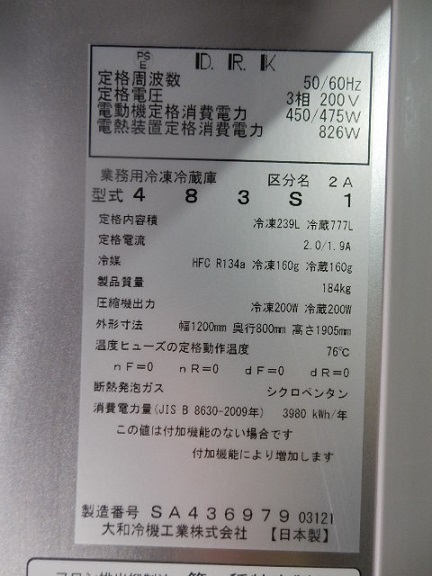 PS
E
D.R.K
定格周波数 50/60Hz
定格電圧 3相 200V
電動機定格消費電力 450/475W
電熱装置定格消費電力 826W
業務用冷凍冷蔵庫 区分名 2A
型式 483S1
定格内容積 冷凍239L 冷蔵777L
定格電流 2.0/1.9A
冷媒 HFC R134a 冷凍160g 冷蔵160g
製品質量 184kg
圧縮機出力 冷凍200W 冷蔵200W
外形寸法 幅1200mm 奥行800mm 高さ1905mm
温度ヒューズの定格動作温度 76℃
nF=0 nR=0 dF=0 dR=0
断熱発泡ガス シクロペンタン
消費電力量(JIS B 8630-2009年) 3980 kWh/年
この値は付加機能のない場合です
付加機能により増加します
製造番号 SA436979 03121
大和冷機工業株式会社 【日本製】